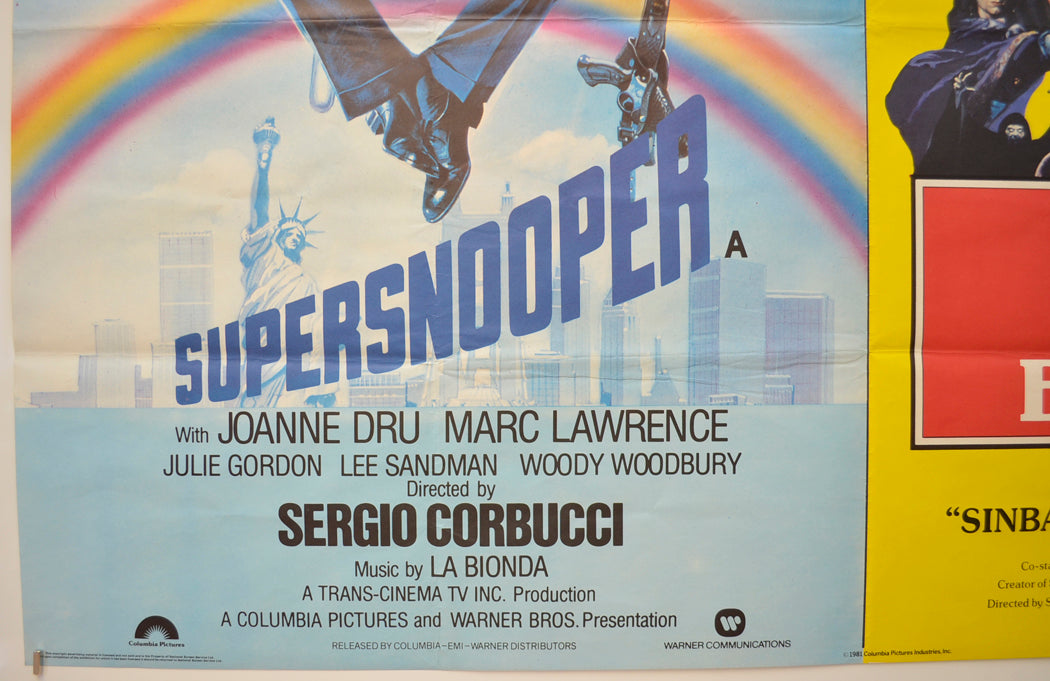 SUPERSNOOPER A
With JOANNE DRU MARC LAWRENCE
JULIE GORDON LEE SANDMAN WOODY WOODBURY
Directed by
SERGIO CORBUCCI
Music by LA BIONDA
A TRANS-CINEMA TV INC. Production
A COLUMBIA PICTURES and WARNER BROS. Presentation
Columbia Pictures
RELEASED BY COLUMBIA-EMI-WARNER DISTRIBUTORS
WARNER COMMUNICATIONS
© 1981 Columbia Pictures Industries, Inc.
"SINBA
Co-sta
Creator of
Directed by S